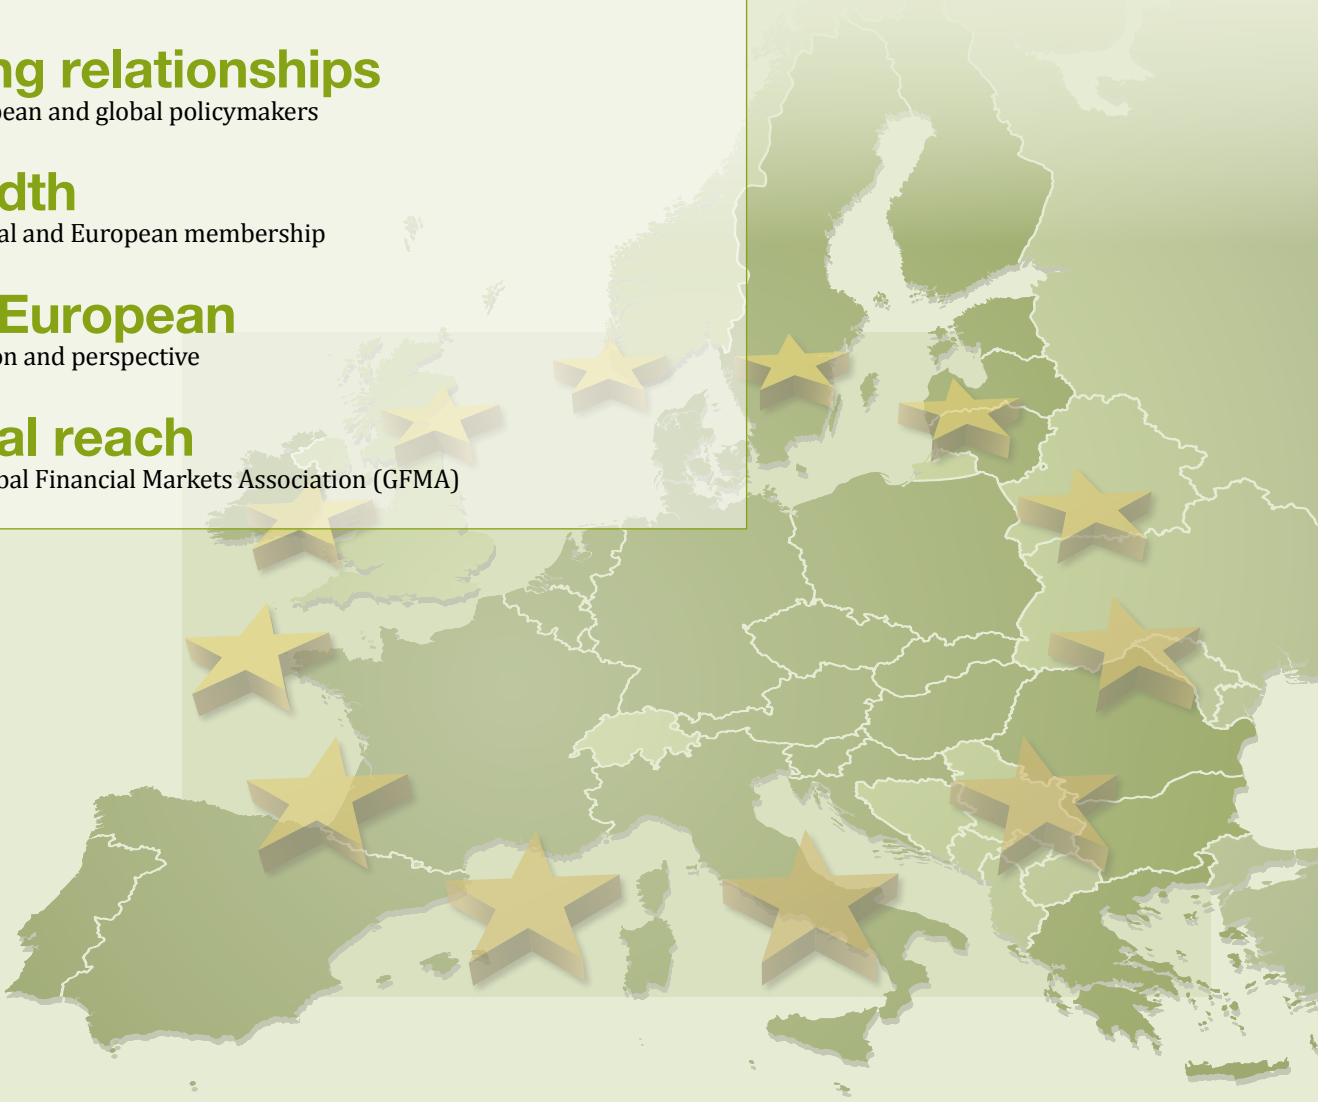 ng relationships
pean and global policymakers
dth
al and European membership
European
on and perspective
al reach
bal Financial Markets Association (GFMA)